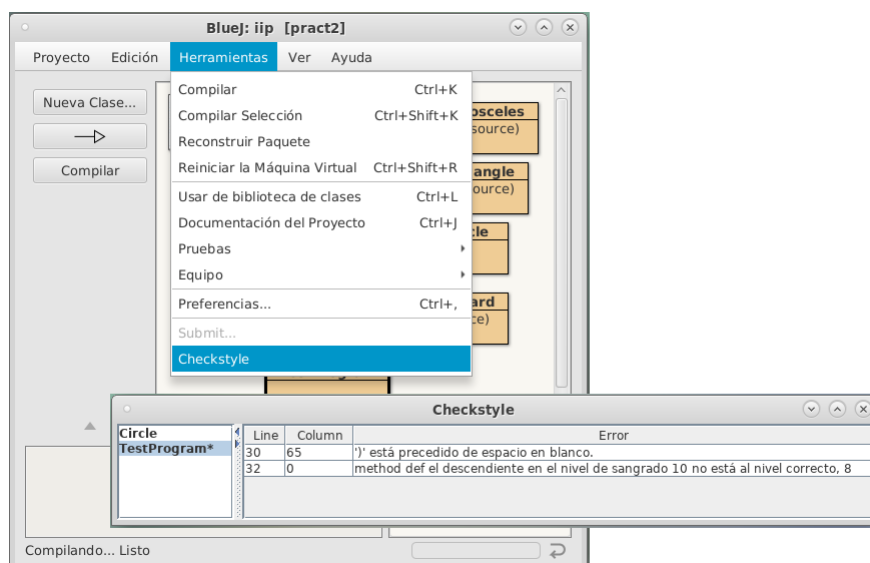 BlueJ: iip [pract2]
Proyecto Edición Herramientas Ver Ayuda
Nueva Clase...
Compilar
Compilar Ctrl+K
Compilar Selección Ctrl+Shift+K
Reconstruir Paquete
Reiniciar la Máquina Virtual Ctrl+Shift+R
Usar de biblioteca de clases Ctrl+L
Documentación del Proyecto Ctrl+J
Pruebas
Equipo
Preferencias... Ctrl+,
Submit...
Checkstyle
osceles
source)
angle
ource)
cle
ard
ce)
Checkstyle
Circle
TestProgram*
Line Column Error
30 65 ')' está precedido de espacio en blanco.
32 0 method def el descendiente en el nivel de sangrado 10 no está al nivel correcto, 8
Compilando... Listo